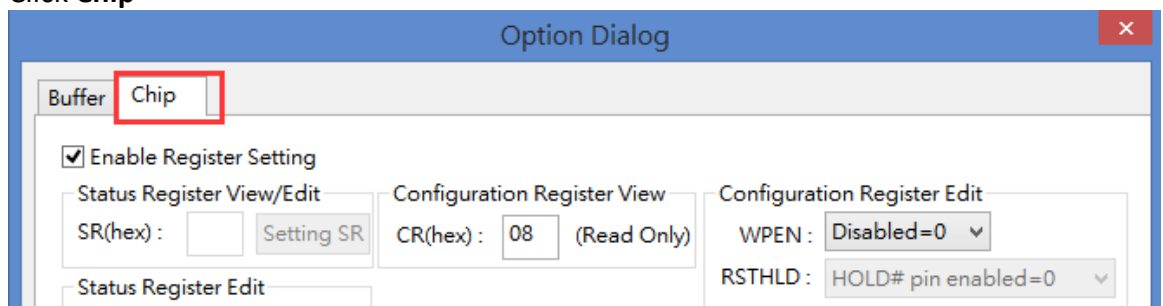 Click Chip
Option Dialog
Buffer Chip
Enable Register Setting
Status Register View/Edit Configuration Register View Configuration Register Edit
SR(hex) : Setting SR CR(hex) : 08 (Read Only) WPEN : Disabled=0
RSTHLD : HOLD# pin enabled=0
Status Register Edit